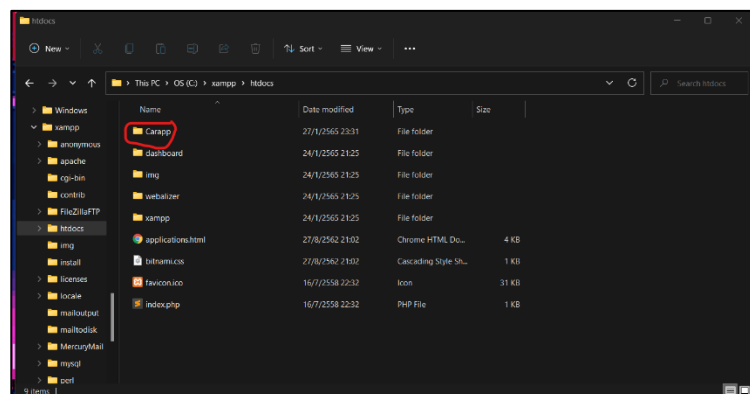 htdocs
New Sort View
This PC > OS (C:) > xampp > htdocs Search htdocs
Windows
xampp
anonymous
apache
cgi-bin
contrib
FileZillaFTP
htdocs
img
install
licenses
locale
mailoutput
mailtodisk
MercuryMail
mysql
perl
Name Date modified Type Size
Carapp 27/1/2565 23:31 File folder
dashboard 24/1/2565 21:25 File folder
img 24/1/2565 21:25 File folder
webalizer 24/1/2565 21:25 File folder
xampp 24/1/2565 21:25 File folder
applications.html 27/8/2562 21:02 Chrome HTML Do... 4 KB
bitnami.css 27/8/2562 21:02 Cascading Style Sh... 1 KB
favicon.ico 16/7/2558 22:32 Icon 31 KB
index.php 16/7/2558 22:32 PHP File 1 KB
9 items